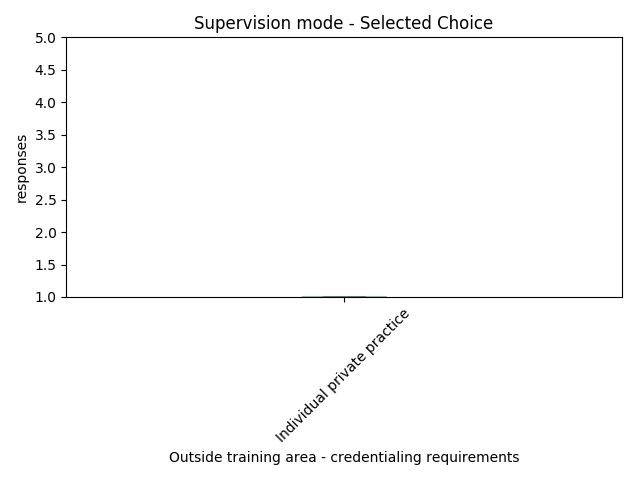 Supervision mode - Selected Choice
5.0
4.5
4.0
3.5
3.0
2.5
2.0
1.5
1.0
responses
Individual private practice
Outside training area - credentialing requirements